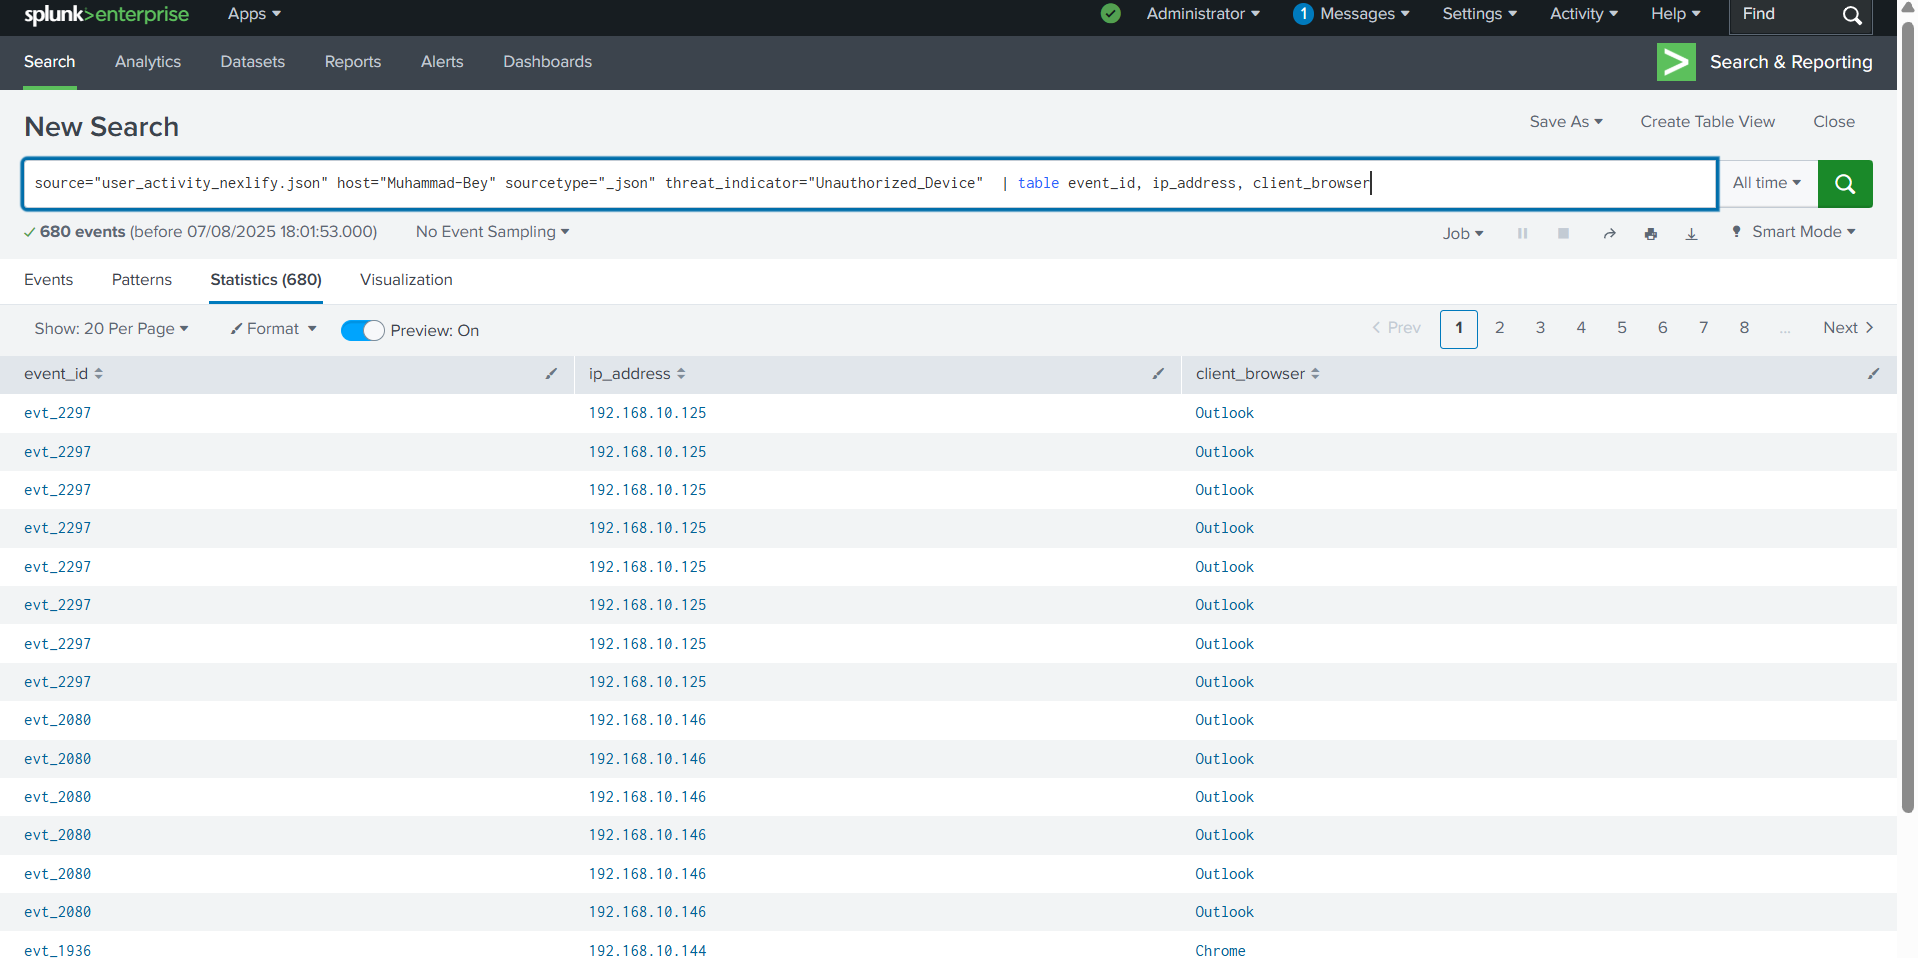 splunk>enterprise Apps Administrator 1 Messages Settings Activity Help Find
Search Analytics Datasets Reports Alerts Dashboards Search & Reporting
New Search Save As Create Table View Close
source="user_activity_nexlify.json" host="Muhammad-Bey" sourcetype="_json" threat_indicator="Unauthorized_Device" | table event_id, ip_address, client_browser All time
680 events (before 07/08/2025 18:01:53.000) No Event Sampling Job Smart Mode
Events Patterns Statistics (680) Visualization
Show: 20 Per Page Format Preview: On < Prev 1 2 3 4 5 6 7 8 ... Next >
event_id ip_address client_browser
evt_2297 192.168.10.125 Outlook
evt_2297 192.168.10.125 Outlook
evt_2297 192.168.10.125 Outlook
evt_2297 192.168.10.125 Outlook
evt_2297 192.168.10.125 Outlook
evt_2297 192.168.10.125 Outlook
evt_2297 192.168.10.125 Outlook
evt_2297 192.168.10.125 Outlook
evt_2080 192.168.10.146 Outlook
evt_2080 192.168.10.146 Outlook
evt_2080 192.168.10.146 Outlook
evt_2080 192.168.10.146 Outlook
evt_2080 192.168.10.146 Outlook
evt_2080 192.168.10.146 Outlook
evt_1936 192.168.10.144 Chrome